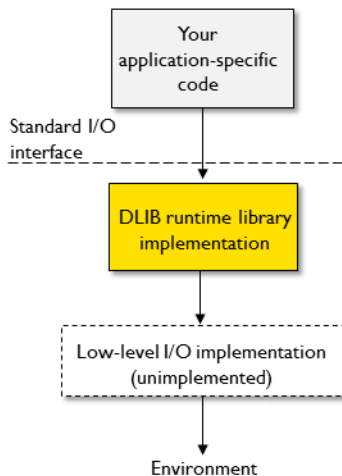 Your
application-specific
code
Standard I/O
interface
DLIB runtime library
implementation
Low-level I/O implementation
(unimplemented)
Environment